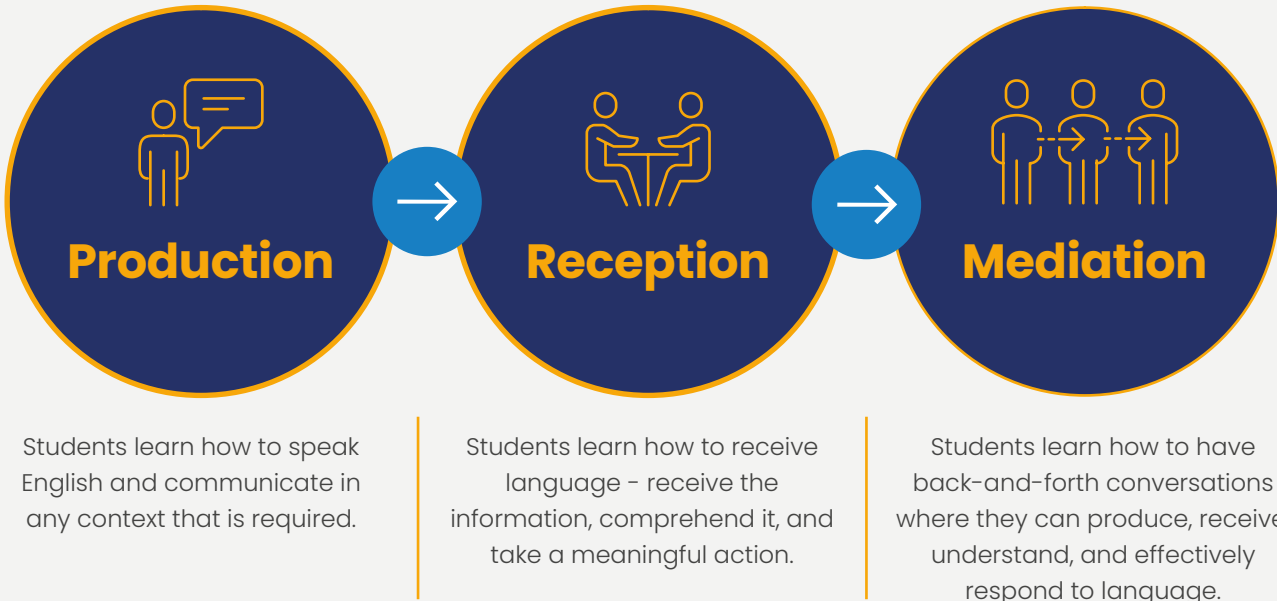 Production
Reception
Mediation
Students learn how to speak
English and communicate in
any context that is required.
Students learn how to receive
language - receive the
information, comprehend it, and
take a meaningful action.
Students learn how to have
back-and-forth conversations
where they can produce, receive
understand, and effectively
respond to language.